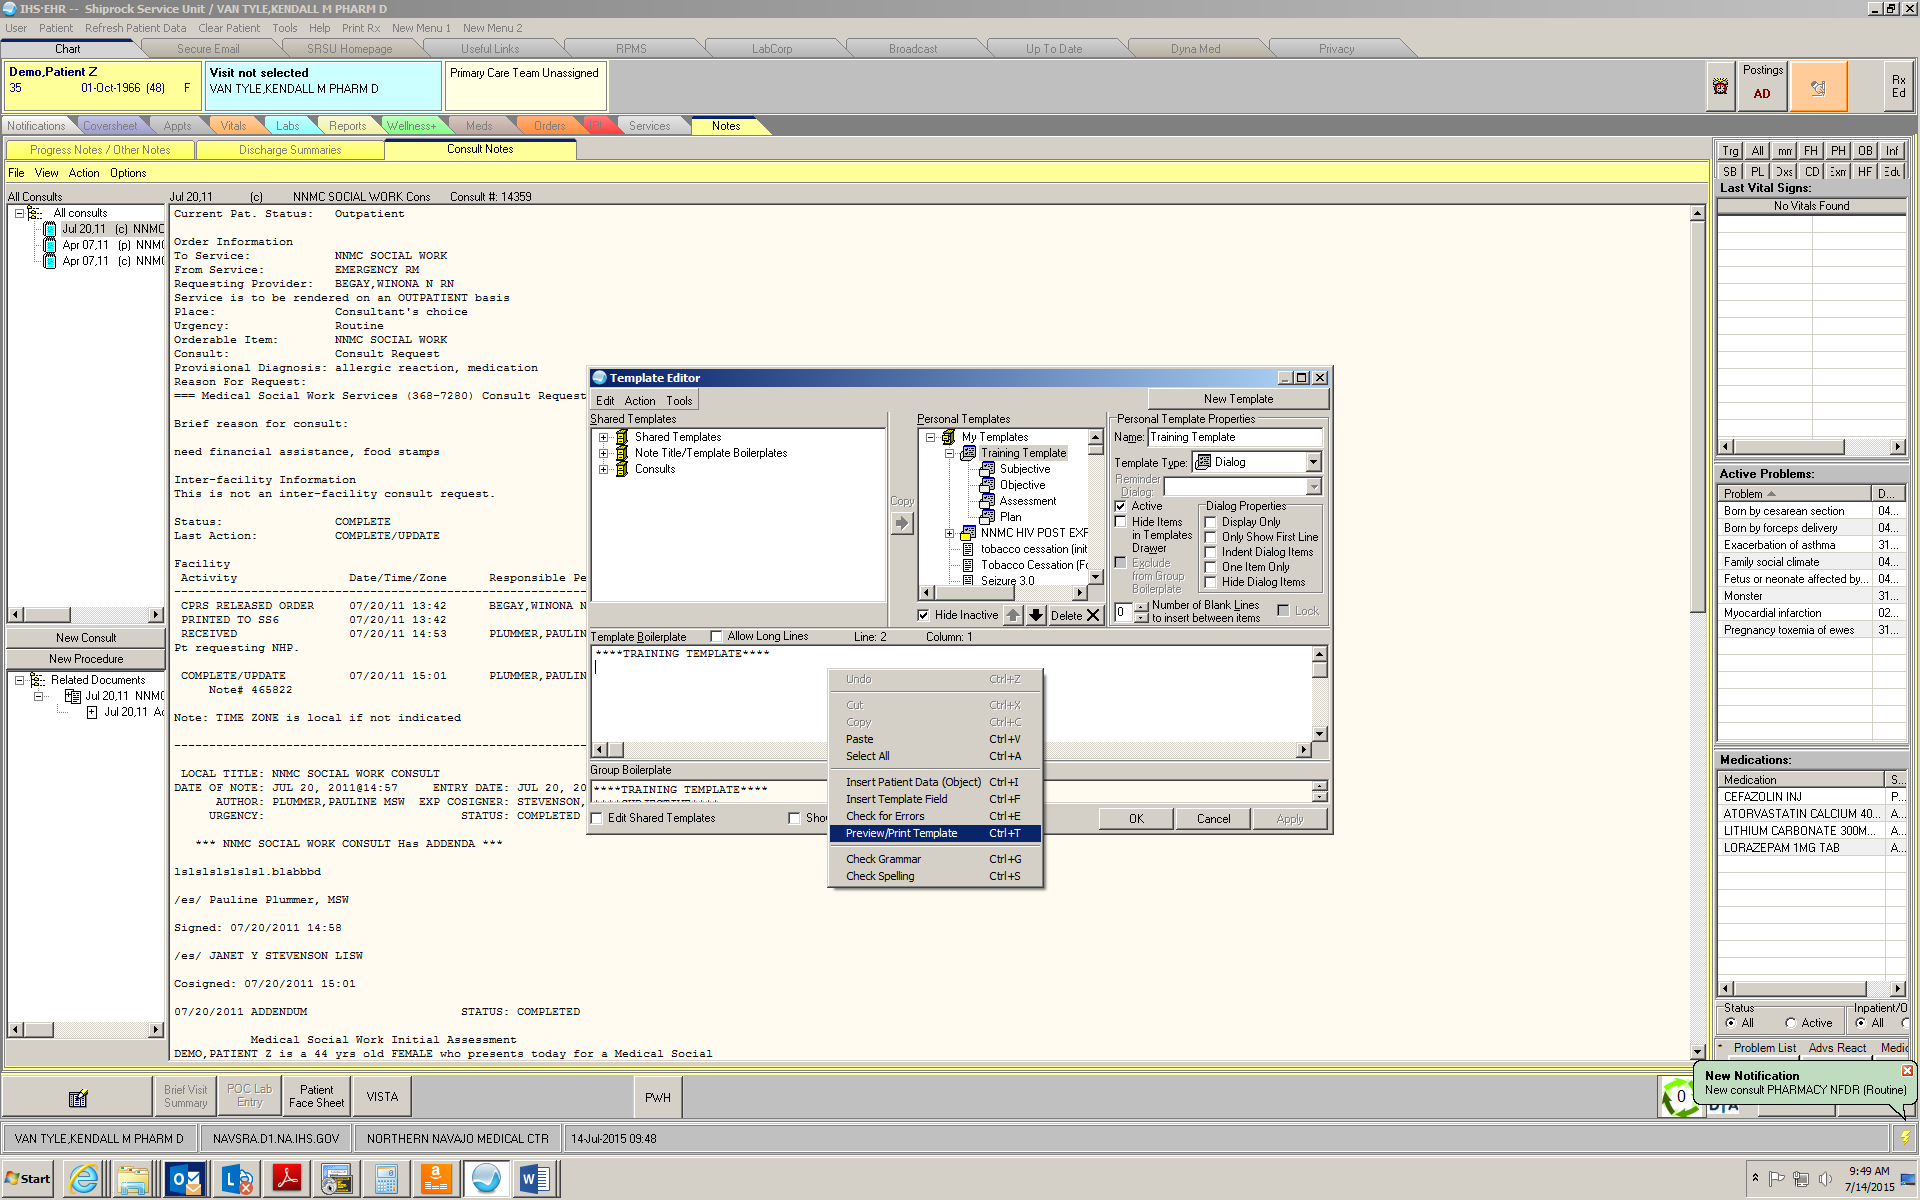 IHS-EHR -- Shiprock Service Unit / VAN TYLE,KENDALL M PHARM D
User Patient Refresh Patient Data Clear Patient Tools Help Print Rx New Menu 1 New Menu 2
Chart Secure Email SRSU Homepage Useful Links RPMS LabCorp Broadcast Up To Date Dyna Med Privacy
Demo,Patient Z
35 01-Oct-1966 (48) F
Visit not selected
VAN TYLE,KENDALL M PHARM D
Primary Care Team Unassigned
Postings
AD
Rx
Ed
Notifications Coversheet Appts Vitals Labs Reports Wellness+ Meds Orders Services Notes
Progress Notes / Other Notes Discharge Summaries Consult Notes
File View Action Options
All Consults
All consults
Jul 20,11 (c) NNMC
Apr 07,11 (p) NNMC
Apr 07,11 (c) NNMC
New Consult
New Procedure
Related Documents
Jul 20,11 NNMC
Jul 20,11 Ad
Jul 20,11 (c) NNMC SOCIAL WORK Cons Consult #: 14359
Current Pat. Status: Outpatient
Order Information
To Service: NNMC SOCIAL WORK
From Service: EMERGENCY RM
Requesting Provider: BEGAY,WINONA N RN
Service is to be rendered on an OUTPATIENT basis
Place: Consultant's choice
Urgency: Routine
Orderable Item: NNMC SOCIAL WORK
Consult: Consult Request
Provisional Diagnosis: allergic reaction, medication
Reason For Request:
=== Medical Social Work Services (368-7280) Consult Request
Brief reason for consult:
need financial assistance, food stamps
Inter-facility Information
This is not an inter-facility consult request.
Status: COMPLETE
Last Action: COMPLETE/UPDATE
Facility
Activity Date/Time/Zone Responsible Pe
CPRS RELEASED ORDER 07/20/11 13:42 BEGAY,WINONA N
PRINTED TO SS6 07/20/11 13:42
RECEIVED 07/20/11 14:53 PLUMMER,PAULIN
Pt requesting NHP.
COMPLETE/UPDATE 07/20/11 15:01 PLUMMER,PAULIN
Note# 465822
Note: TIME ZONE is local if not indicated
LOCAL TITLE: NNMC SOCIAL WORK CONSULT
DATE OF NOTE: JUL 20, 2011@14:57 ENTRY DATE: JUL 20, 20
AUTHOR: PLUMMER,PAULINE MSW EXP COSIGNER: STEVENSON,
URGENCY: STATUS: COMPLETED
*** NNMC SOCIAL WORK CONSULT Has ADDENDA ***
lslslslslslsl.blabbbd
/es/ Pauline Plummer, MSW
Signed: 07/20/2011 14:58
/es/ JANET Y STEVENSON LISW
Cosigned: 07/20/2011 15:01
07/20/2011 ADDENDUM STATUS: COMPLETED
Medical Social Work Initial Assessment
DEMO,PATIENT Z is a 44 yrs old FEMALE who presents today for a Medical Social
Template Editor
Edit Action Tools
New Template
Shared Templates
Shared Templates
Note Title/Template Boilerplates
Consults
Copy
Personal Templates
My Templates
Training Template
Subjective
Objective
Assessment
Plan
NNMC HIV POST EXP
tobacco cessation (init
Tobacco Cessation (Fo
Seizure 3.0
Hide Inactive Delete
Personal Template Properties
Name: Training Template
Template Type: Dialog
Reminder
Dialog:
Active
Hide Items
in Templates
Drawer
Exclude
from Group
Boilerplate
Dialog Properties
Display Only
Only Show First Line
Indent Dialog Items
One Item Only
Hide Dialog Items
0 Number of Blank Lines
to insert between items
Lock
Template Boilerplate Allow Long Lines Line: 2 Column: 1
****TRAINING TEMPLATE****
Undo Ctrl+Z
Cut Ctrl+X
Copy Ctrl+C
Paste Ctrl+V
Select All Ctrl+A
Insert Patient Data (Object) Ctrl+I
Insert Template Field Ctrl+F
Check for Errors Ctrl+E
Preview/Print Template Ctrl+T
Check Grammar Ctrl+G
Check Spelling Ctrl+S
Group Boilerplate
****TRAINING TEMPLATE****
****SUBJECTIVE****
Edit Shared Templates Sho
OK Cancel Apply
Trg All FH PH OB Inf
SB PL CD HF
Last Vital Signs:
No Vitals Found
Active Problems:
Problem D...
Born by cesarean section 04...
Born by forceps delivery 04...
Exacerbation of asthma 31...
Family social climate 04...
Fetus or neonate affected by... 04...
Monster 31...
Myocardial infarction 02...
Pregnancy toxemia of ewes 31...
Medications:
Medication S...
CEFAZOLIN INJ P...
ATORVASTATIN CALCIUM 40... A...
LITHIUM CARBONATE 300M... A...
LORAZEPAM 1MG TAB A...
Status
All Active
Inpatient/O
All
* Problem List Advs React Medic
New Notification
New consult PHARMACY NFDR (Routine)
Brief Visit
Summary
POC Lab
Entry
Patient
Face Sheet
VISTA
PWH
0
VAN TYLE,KENDALL M PHARM D NAVSRA.D1.NA.IHS.GOV NORTHERN NAVAJO MEDICAL CTR 14-Jul-2015 09:48
Start
9:49 AM
7/14/2015